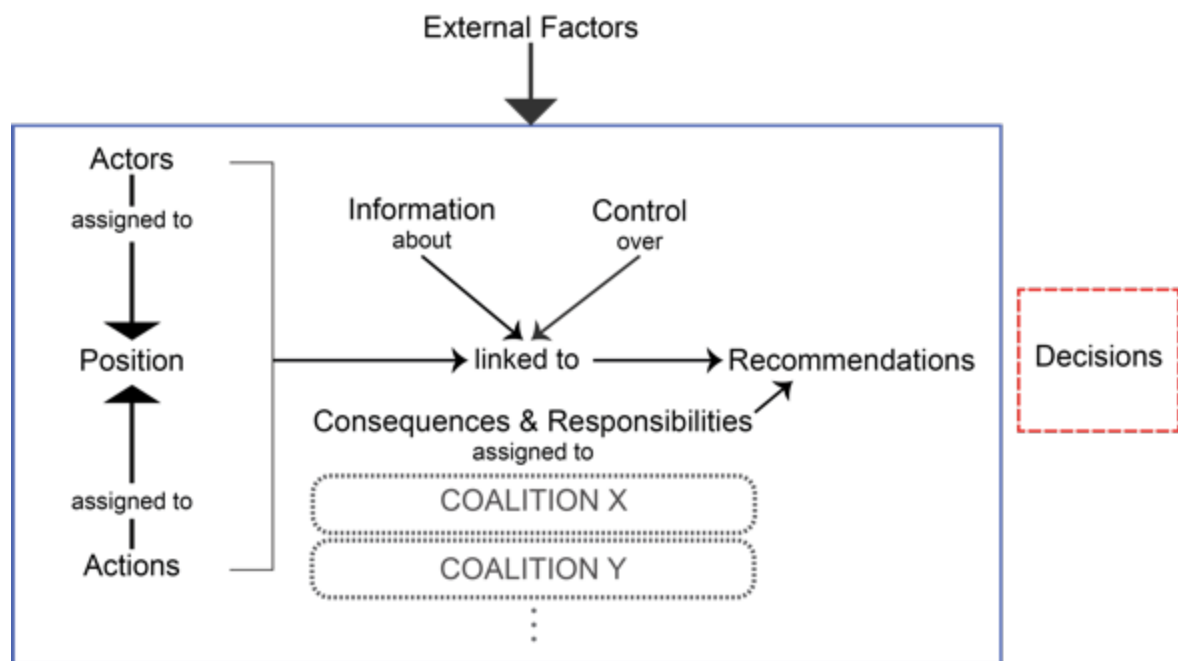 External Factors
Actors
assigned to
Information
about
Control
over
Position
linked to
Recommendations
Decisions
Consequences & Responsibilities
assigned to
COALITION X
assigned to
COALITION Y
Actions